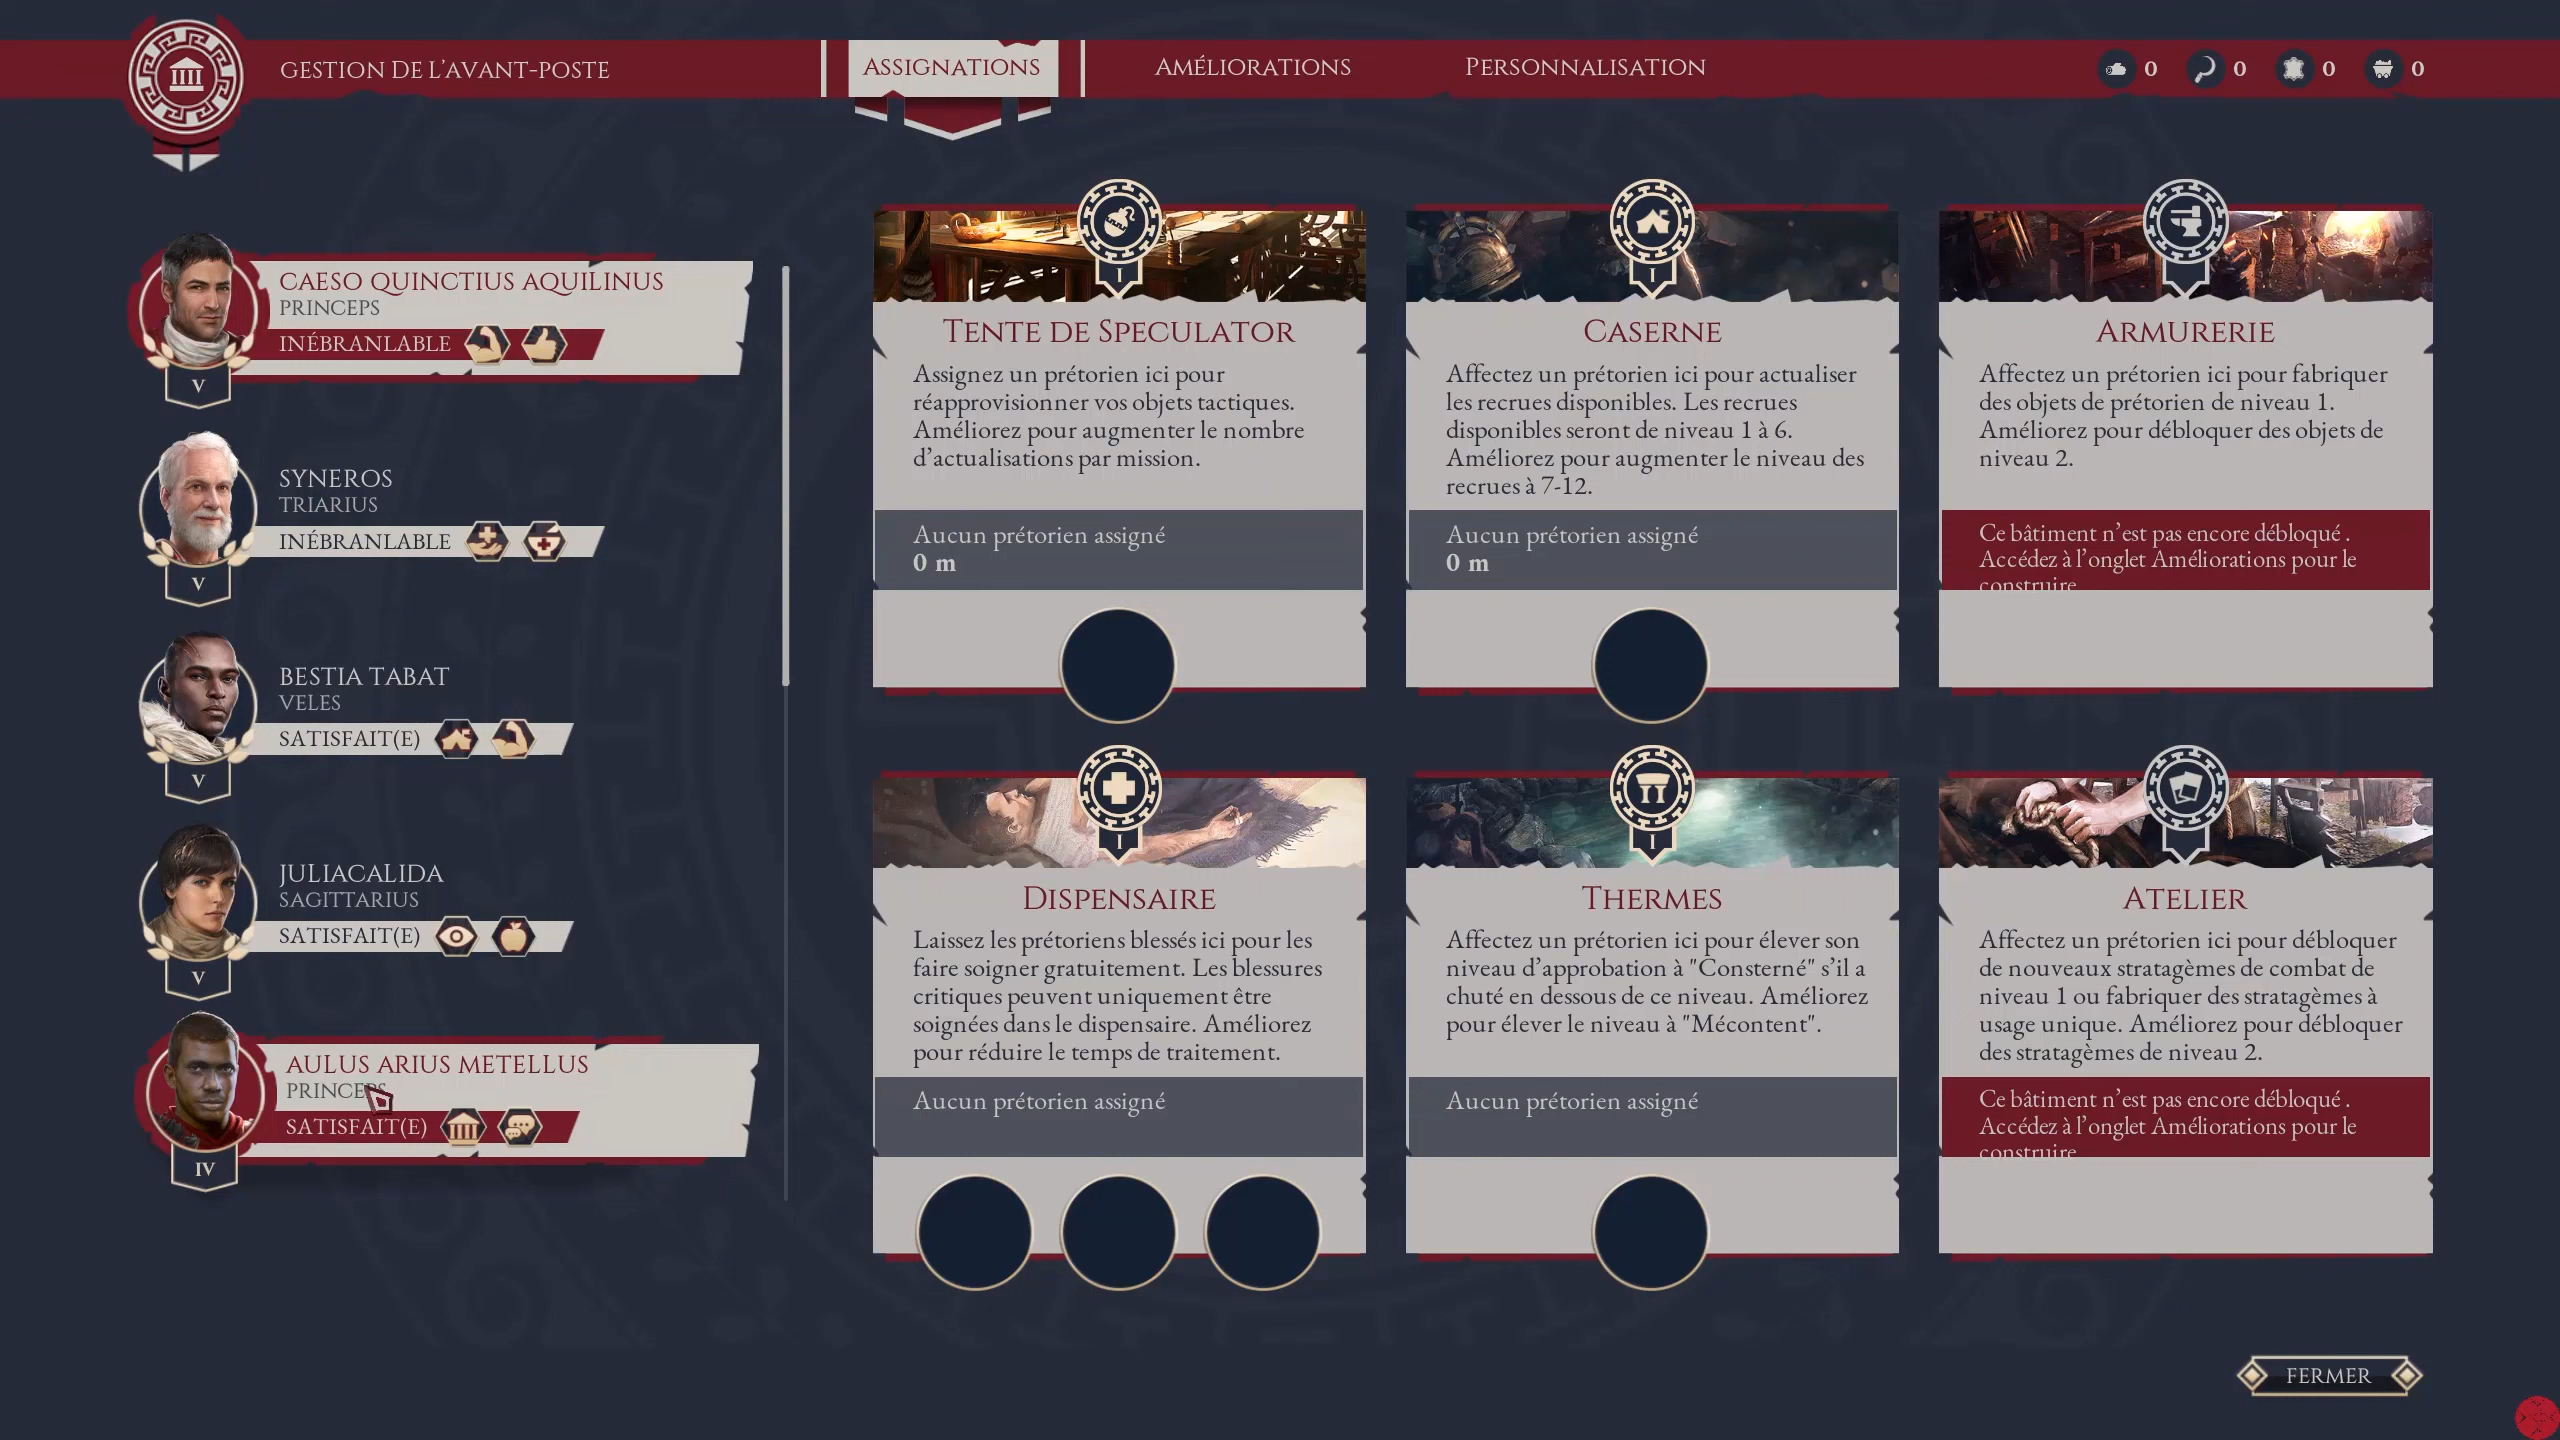 GESTION DE L'AVANT-POSTE
ASSIGNATIONS
AMÉLIORATIONS
PERSONNALISATION
0
0
0
0
CAESO QUINCTIUS AQUILINUS
PRINCEPS
INÉBRANLABLE
V
SYNEROS
TRIARIUS
INÉBRANLABLE
V
BESTIA TABAT
VELES
SATISFAIT(E)
V
JULIACALIDA
SAGITTARIUS
SATISFAIT(E)
V
AULUS ARIUS METELLUS
PRINCEPS
SATISFAIT(E)
IV
I
TENTE DE SPECULATOR
Assignez un prétorien ici pour
réapprovisionner vos objets tactiques.
Améliorez pour augmenter le nombre
d'actualisations par mission.
Aucun prétorien assigné
0 m
I
CASERNE
Affectez un prétorien ici pour actualiser
les recrues disponibles. Les recrues
disponibles seront de niveau 1 à 6.
Améliorez pour augmenter le niveau des
recrues à 7-12.
Aucun prétorien assigné
0 m
ARMURERIE
Affectez un prétorien ici pour fabriquer
des objets de prétorien de niveau 1.
Améliorez pour débloquer des objets de
niveau 2.
Ce bâtiment n'est pas encore débloqué .
Accédez à l'onglet Améliorations pour le
construire
I
DISPENSAIRE
Laissez les prétoriens blessés ici pour les
faire soigner gratuitement. Les blessures
critiques peuvent uniquement être
soignées dans le dispensaire. Améliorez
pour réduire le temps de traitement.
Aucun prétorien assigné
I
THERMES
Affectez un prétorien ici pour élever son
niveau d'approbation à "Consterné" s'il a
chuté en dessous de ce niveau. Améliorez
pour élever le niveau à "Mécontent".
Aucun prétorien assigné
ATELIER
Affectez un prétorien ici pour débloquer
de nouveaux stratagèmes de combat de
niveau 1 ou fabriquer des stratagèmes à
usage unique. Améliorez pour débloquer
des stratagèmes de niveau 2.
Ce bâtiment n'est pas encore débloqué .
Accédez à l'onglet Améliorations pour le
construire
FERMER